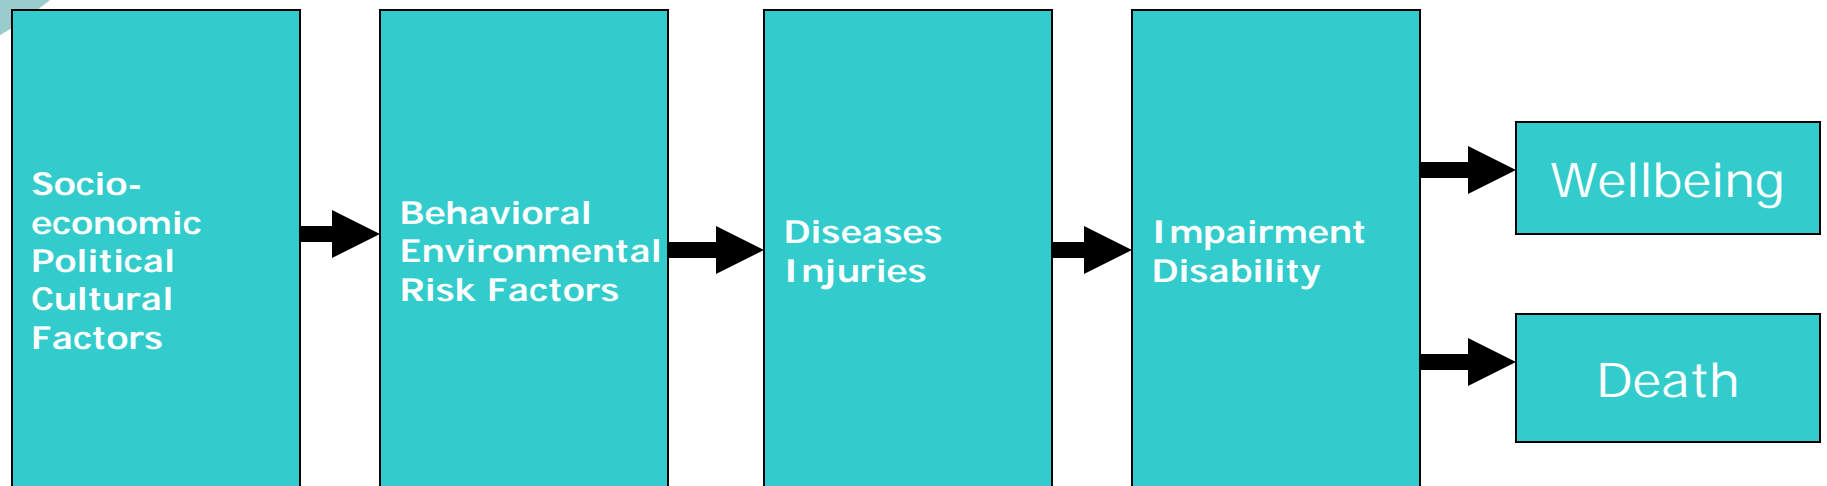 Socio-
economic
Political
Cultural
Factors
Behavioral
Environmental
Risk Factors
Diseases
Injuries
Impairment
Disability
Wellbeing
Death